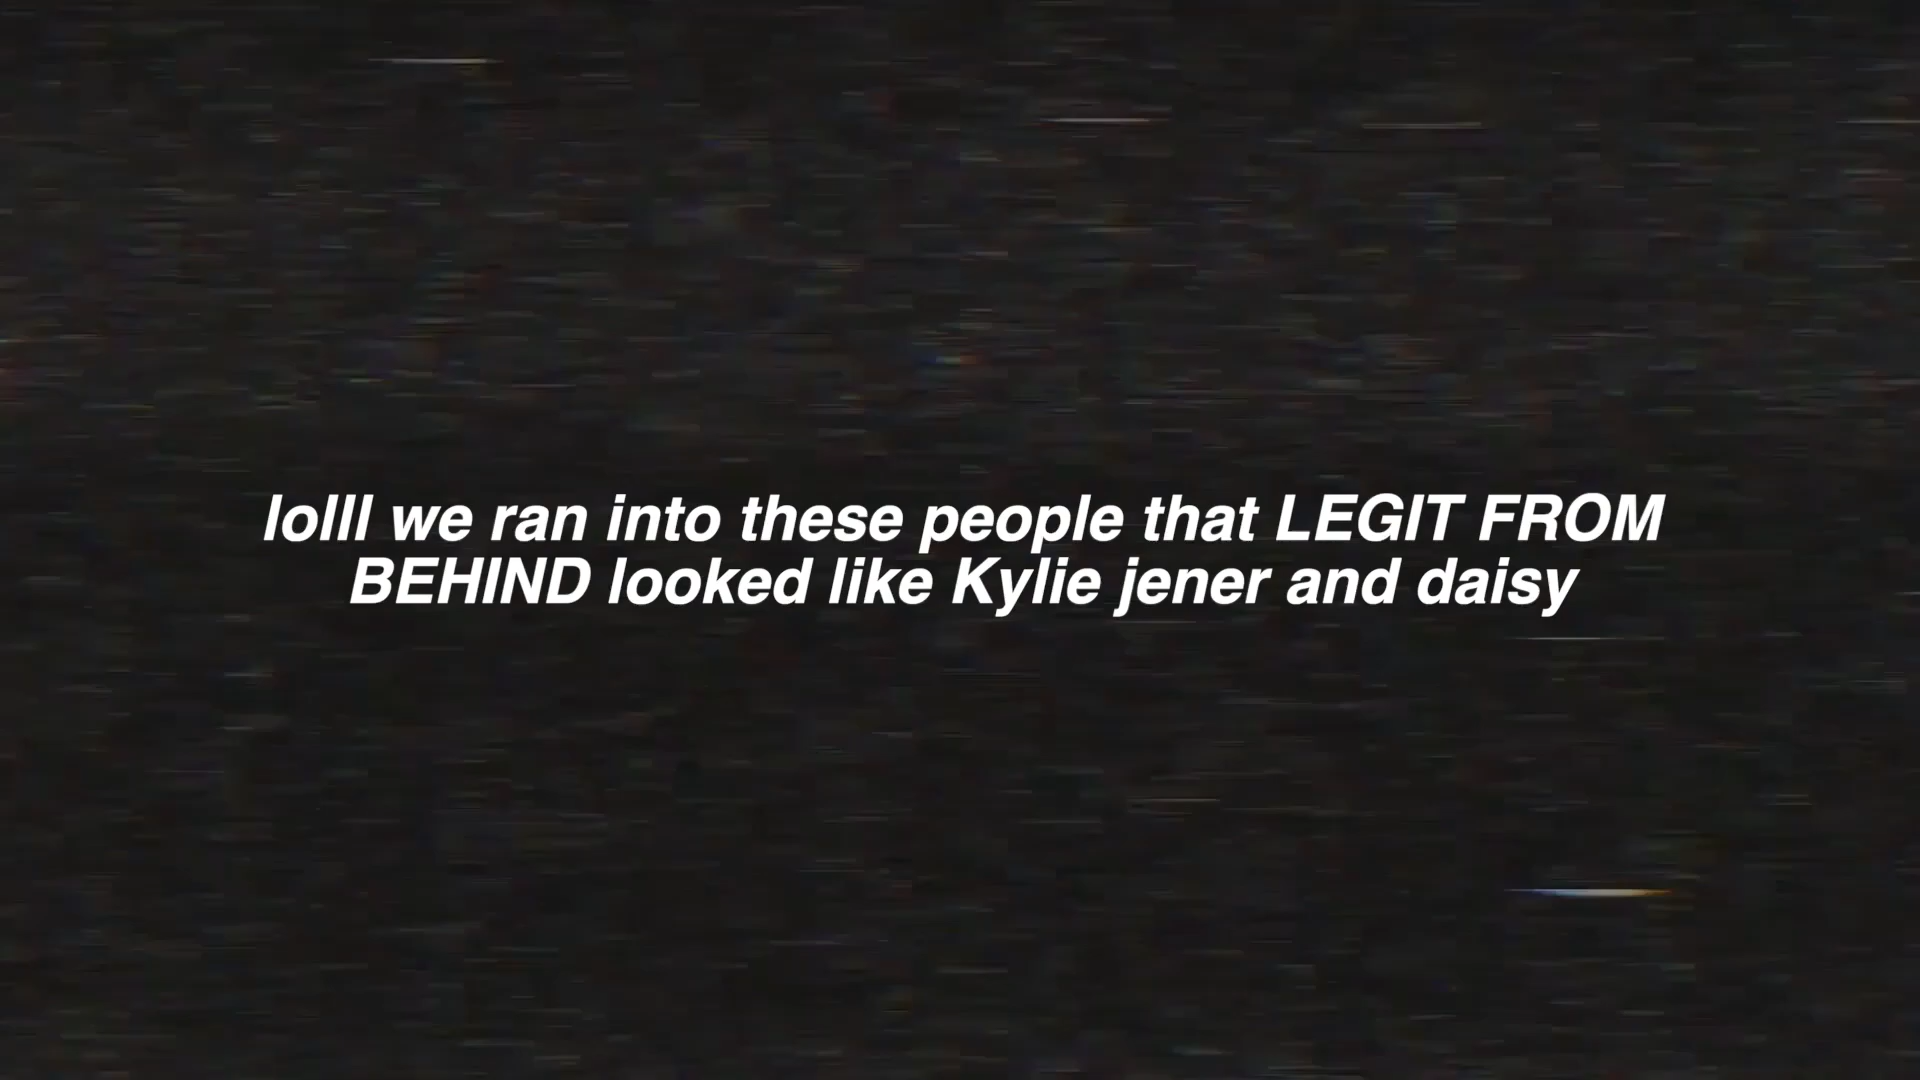 lolll we ran into these people that LEGIT FROM
BEHIND looked like Kylie jener and daisy